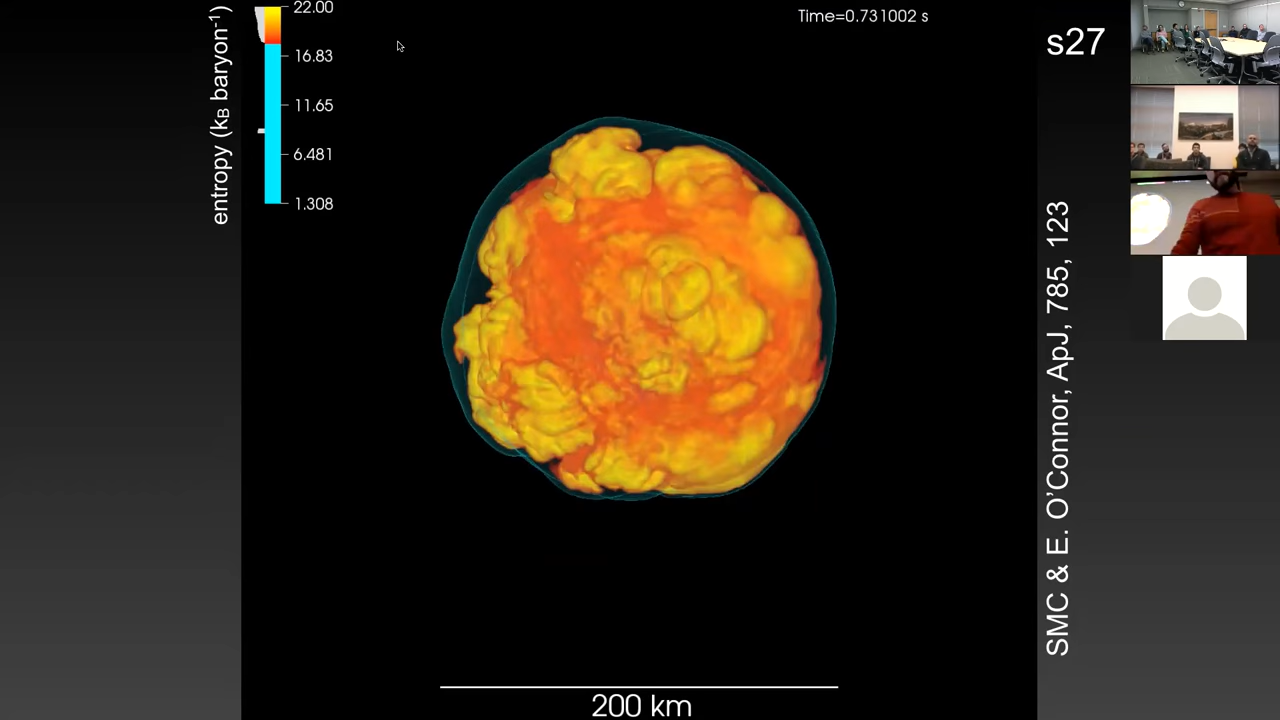 entropy (kB baryon-1)
22.00
16.83
11.65
6.481
1.308
Time=0.731002 s
s27
SMC & E. O'Connor, ApJ, 785, 123
200 km